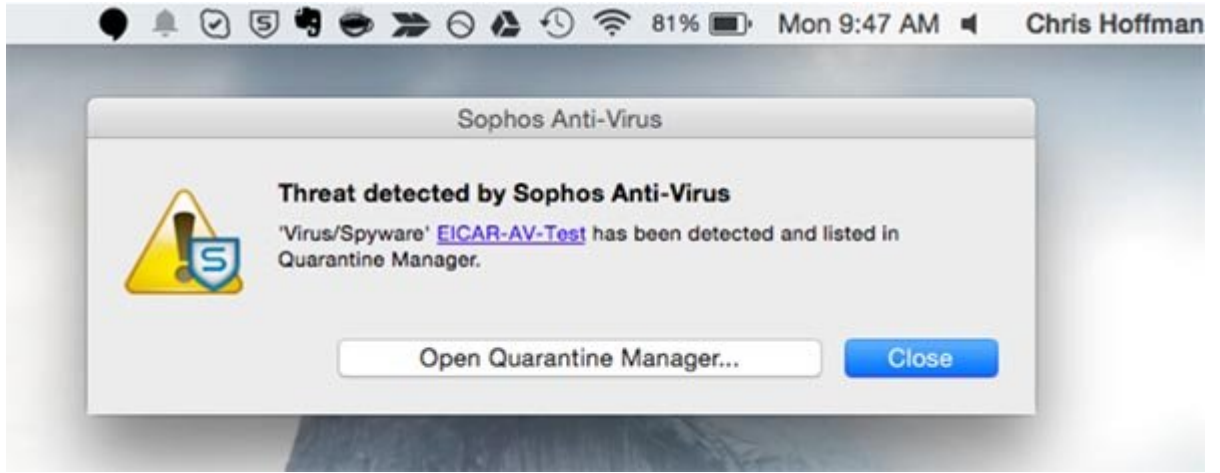 81% Mon 9:47 AM Chris Hoffman
Sophos Anti-Virus
Threat detected by Sophos Anti-Virus
'Virus/Spyware' EICAR-AV-Test has been detected and listed in
Quarantine Manager.
Open Quarantine Manager... Close